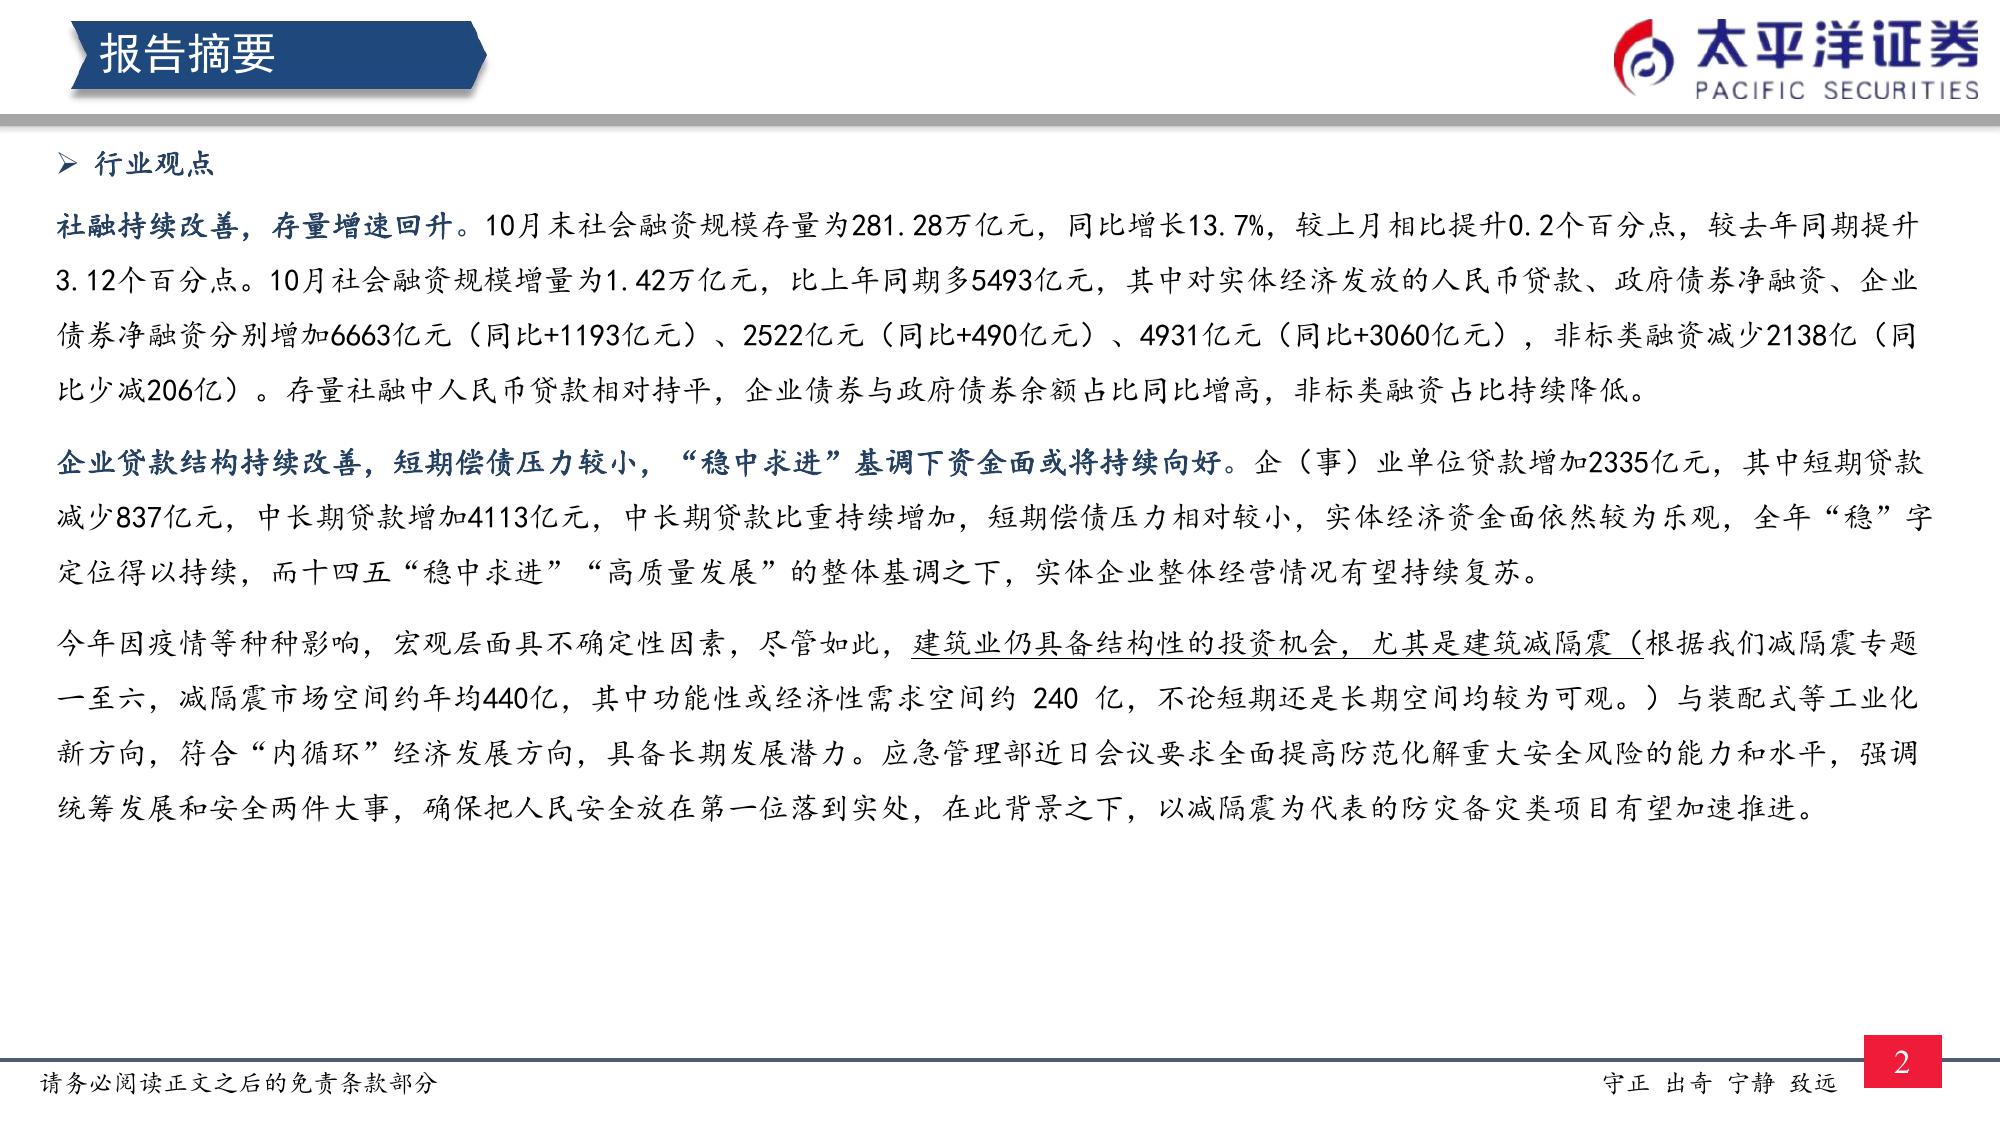 报告摘要
太平洋证券
PACIFIC SECURITIES
行业观点
社融持续改善，存量增速回升。10月末社会融资规模存量为281.28万亿元，同比增长13.7%，较上月相比提升0.2个百分点，较去年同期提升
3.12个百分点。10月社会融资规模增量为1.42万亿元，比上年同期多5493亿元，其中对实体经济发放的人民币贷款、政府债券净融资、企业
债券净融资分别增加6663亿元（同比+1193亿元）、2522亿元（同比+490亿元）、4931亿元（同比+3060亿元），非标类融资减少2138亿（同
比少减206亿）。存量社融中人民币贷款相对持平，企业债券与政府债券余额占比同比增高，非标类融资占比持续降低。
企业贷款结构持续改善，短期偿债压力较小，“稳中求进”基调下资金面或将持续向好。企（事）业单位贷款增加2335亿元，其中短期贷款
减少837亿元，中长期贷款增加4113亿元，中长期贷款比重持续增加，短期偿债压力相对较小，实体经济资金面依然较为乐观，全年“稳”字
定位得以持续，而十四五“稳中求进”“高质量发展”的整体基调之下，实体企业整体经营情况有望持续复苏。
今年因疫情等种种影响，宏观层面具不确定性因素，尽管如此，建筑业仍具备结构性的投资机会，尤其是建筑减隔震（根据我们减隔震专题
一至六，减隔震市场空间约年均440亿，其中功能性或经济性需求空间约 240 亿，不论短期还是长期空间均较为可观。）与装配式等工业化
新方向，符合“内循环”经济发展方向，具备长期发展潜力。应急管理部近日会议要求全面提高防范化解重大安全风险的能力和水平，强调
统筹发展和安全两件大事，确保把人民安全放在第一位落到实处，在此背景之下，以减隔震为代表的防灾备灾类项目有望加速推进。
请务必阅读正文之后的免责条款部分
守正 出奇 宁静 致远
2